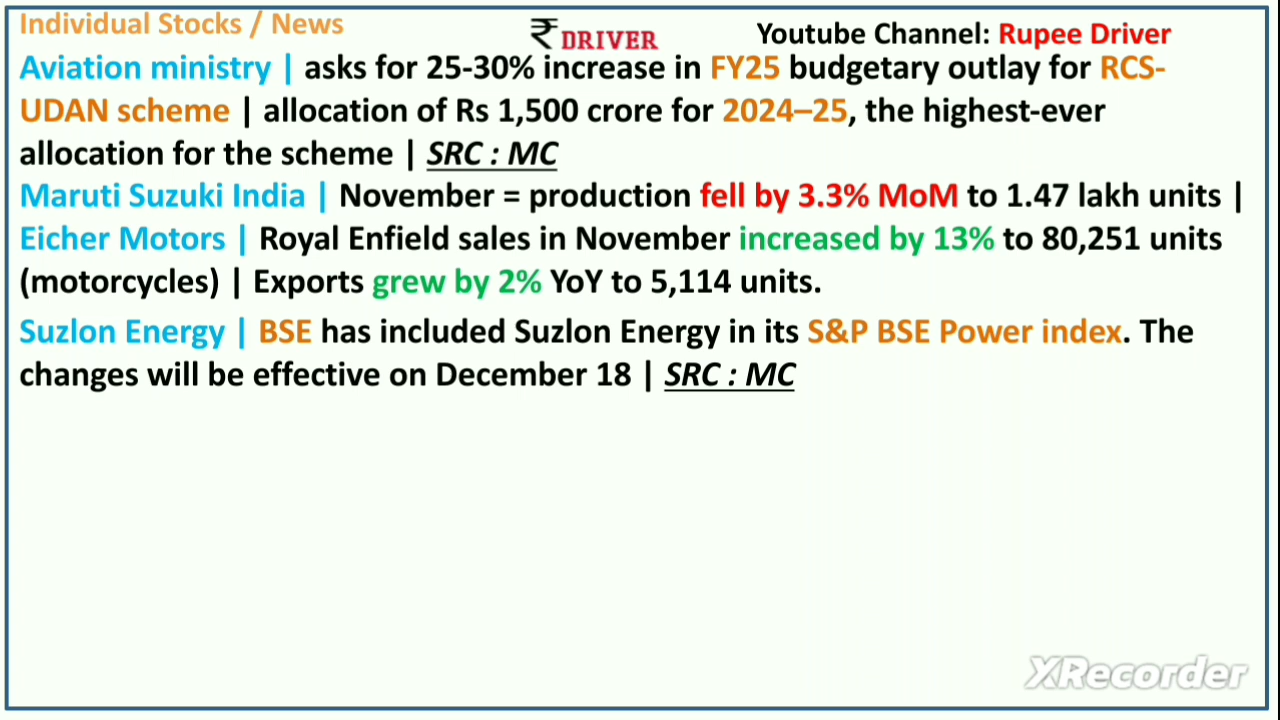 Individual Stocks / News
₹ DRIVER
Youtube Channel: Rupee Driver
Aviation ministry | asks for 25-30% increase in FY25 budgetary outlay for RCS-
UDAN scheme | allocation of Rs 1,500 crore for 2024–25, the highest-ever
allocation for the scheme | SRC : MC
Maruti Suzuki India | November = production fell by 3.3% MoM to 1.47 lakh units |
Eicher Motors | Royal Enfield sales in November increased by 13% to 80,251 units
(motorcycles) | Exports grew by 2% YoY to 5,114 units.
Suzlon Energy | BSE has included Suzlon Energy in its S&P BSE Power index. The
changes will be effective on December 18 | SRC : MC
XRecorder